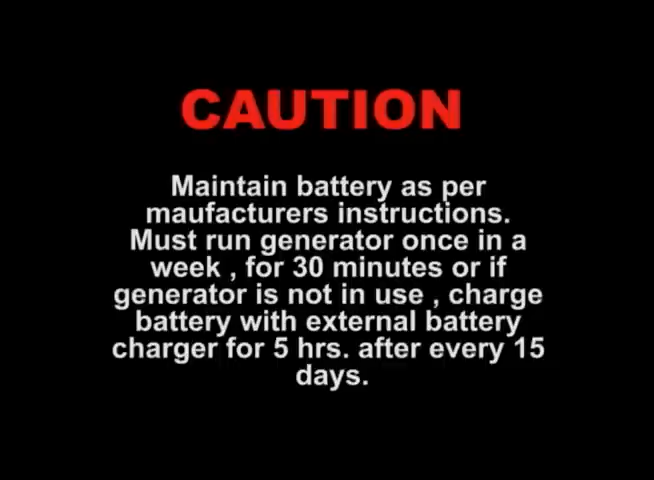 CAUTION
Maintain battery as per
maufacturers instructions.
Must run generator once in a
week , for 30 minutes or if
generator is not in use , charge
battery with external battery
charger for 5 hrs. after every 15
days.